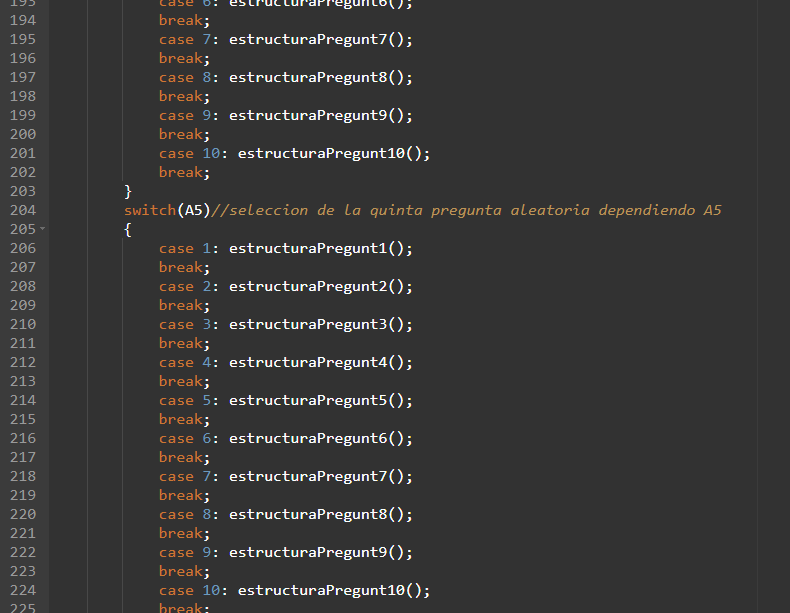 193 case 6: estructuraPregunt6();
194 break;
195 case 7: estructuraPregunt7();
196 break;
197 case 8: estructuraPregunt8();
198 break;
199 case 9: estructuraPregunt9();
200 break;
201 case 10: estructuraPregunt10();
202 break;
203 }
204 switch(A5)//seleccion de la quinta pregunta aleatoria dependiendo A5
205 {
206 case 1: estructuraPregunt1();
207 break;
208 case 2: estructuraPregunt2();
209 break;
210 case 3: estructuraPregunt3();
211 break;
212 case 4: estructuraPregunt4();
213 break;
214 case 5: estructuraPregunt5();
215 break;
216 case 6: estructuraPregunt6();
217 break;
218 case 7: estructuraPregunt7();
219 break;
220 case 8: estructuraPregunt8();
221 break;
222 case 9: estructuraPregunt9();
223 break;
224 case 10: estructuraPregunt10();
225 break;